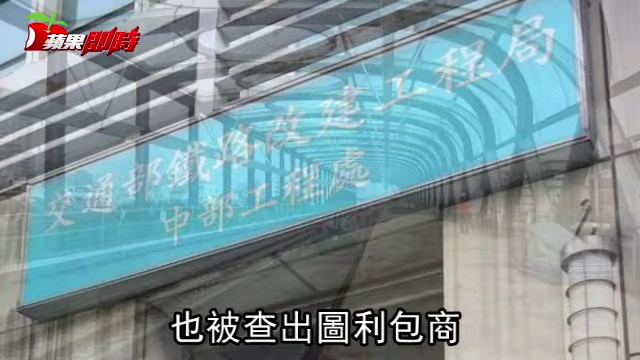 蘋果即時
交通部鐵路改建工程局
中部工程處
也被查出圖利包商